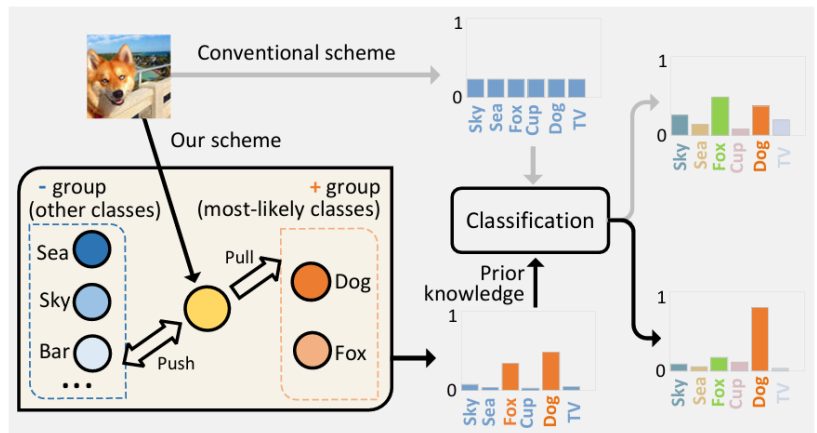 Conventional scheme
Our scheme
- group
(other classes)
+ group
(most-likely classes)
Sea
Sky
Bar
...
Pull
Push
Dog
Fox
1
0
Sky
Sea
Fox
Cup
Dog
TV
Classification
Prior
knowledge
1
0
Sky
Sea
Fox
Cup
Dog
TV
1
0
Sky
Sea
Fox
Cup
Dog
TV
1
0
Sky
Sea
Fox
Cup
Dog
TV